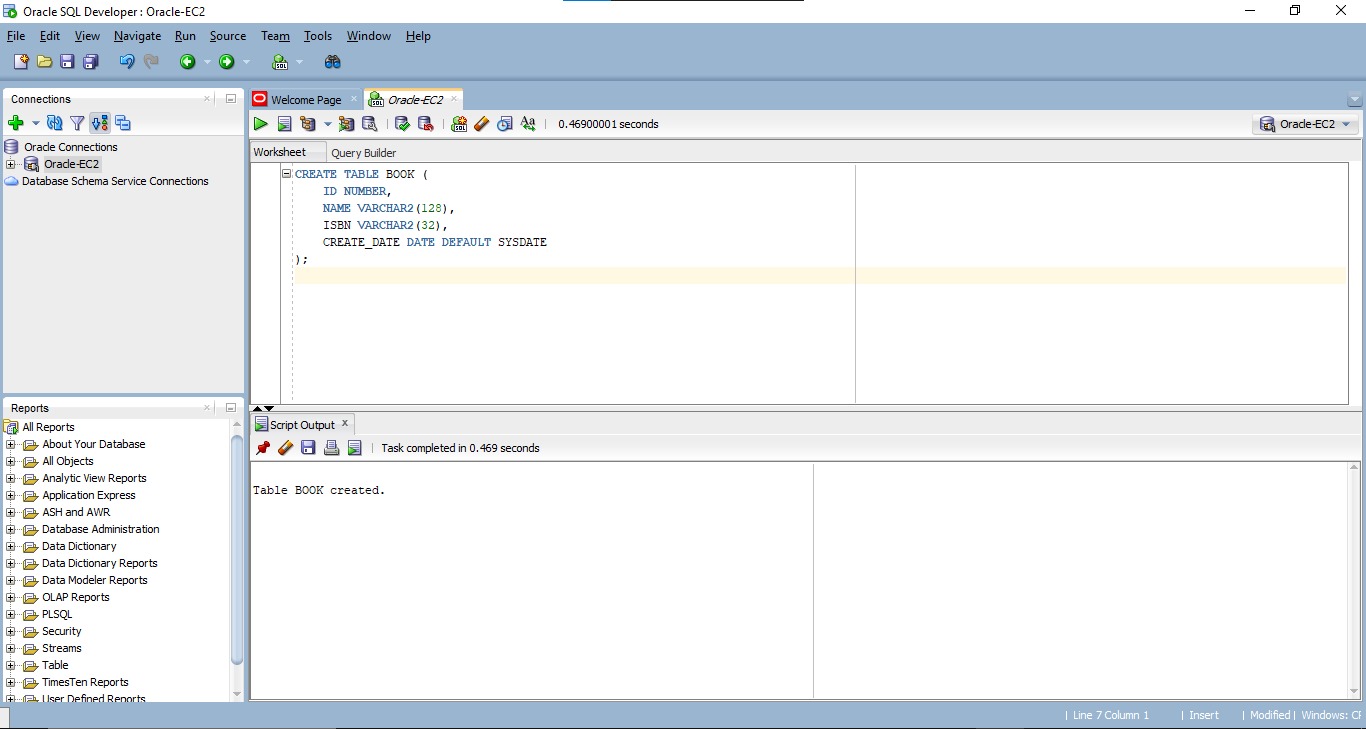 Oracle SQL Developer : Oracle-EC2
File Edit View Navigate Run Source Team Tools Window Help
Connections
Oracle Connections
Oracle-EC2
Database Schema Service Connections
Reports
All Reports
About Your Database
All Objects
Analytic View Reports
Application Express
ASH and AWR
Database Administration
Data Dictionary
Data Dictionary Reports
Data Modeler Reports
OLAP Reports
PLSQL
Security
Streams
Table
TimesTen Reports
User Defined Reports
Welcome Page Oracle-EC2
0.46900001 seconds Oracle-EC2
Worksheet Query Builder
CREATE TABLE BOOK (
    ID NUMBER,
    NAME VARCHAR2(128),
    ISBN VARCHAR2(32),
    CREATE_DATE DATE DEFAULT SYSDATE
);
Script Output
Task completed in 0.469 seconds
Table BOOK created.
Line 7 Column 1 | Insert | Modified | Windows: